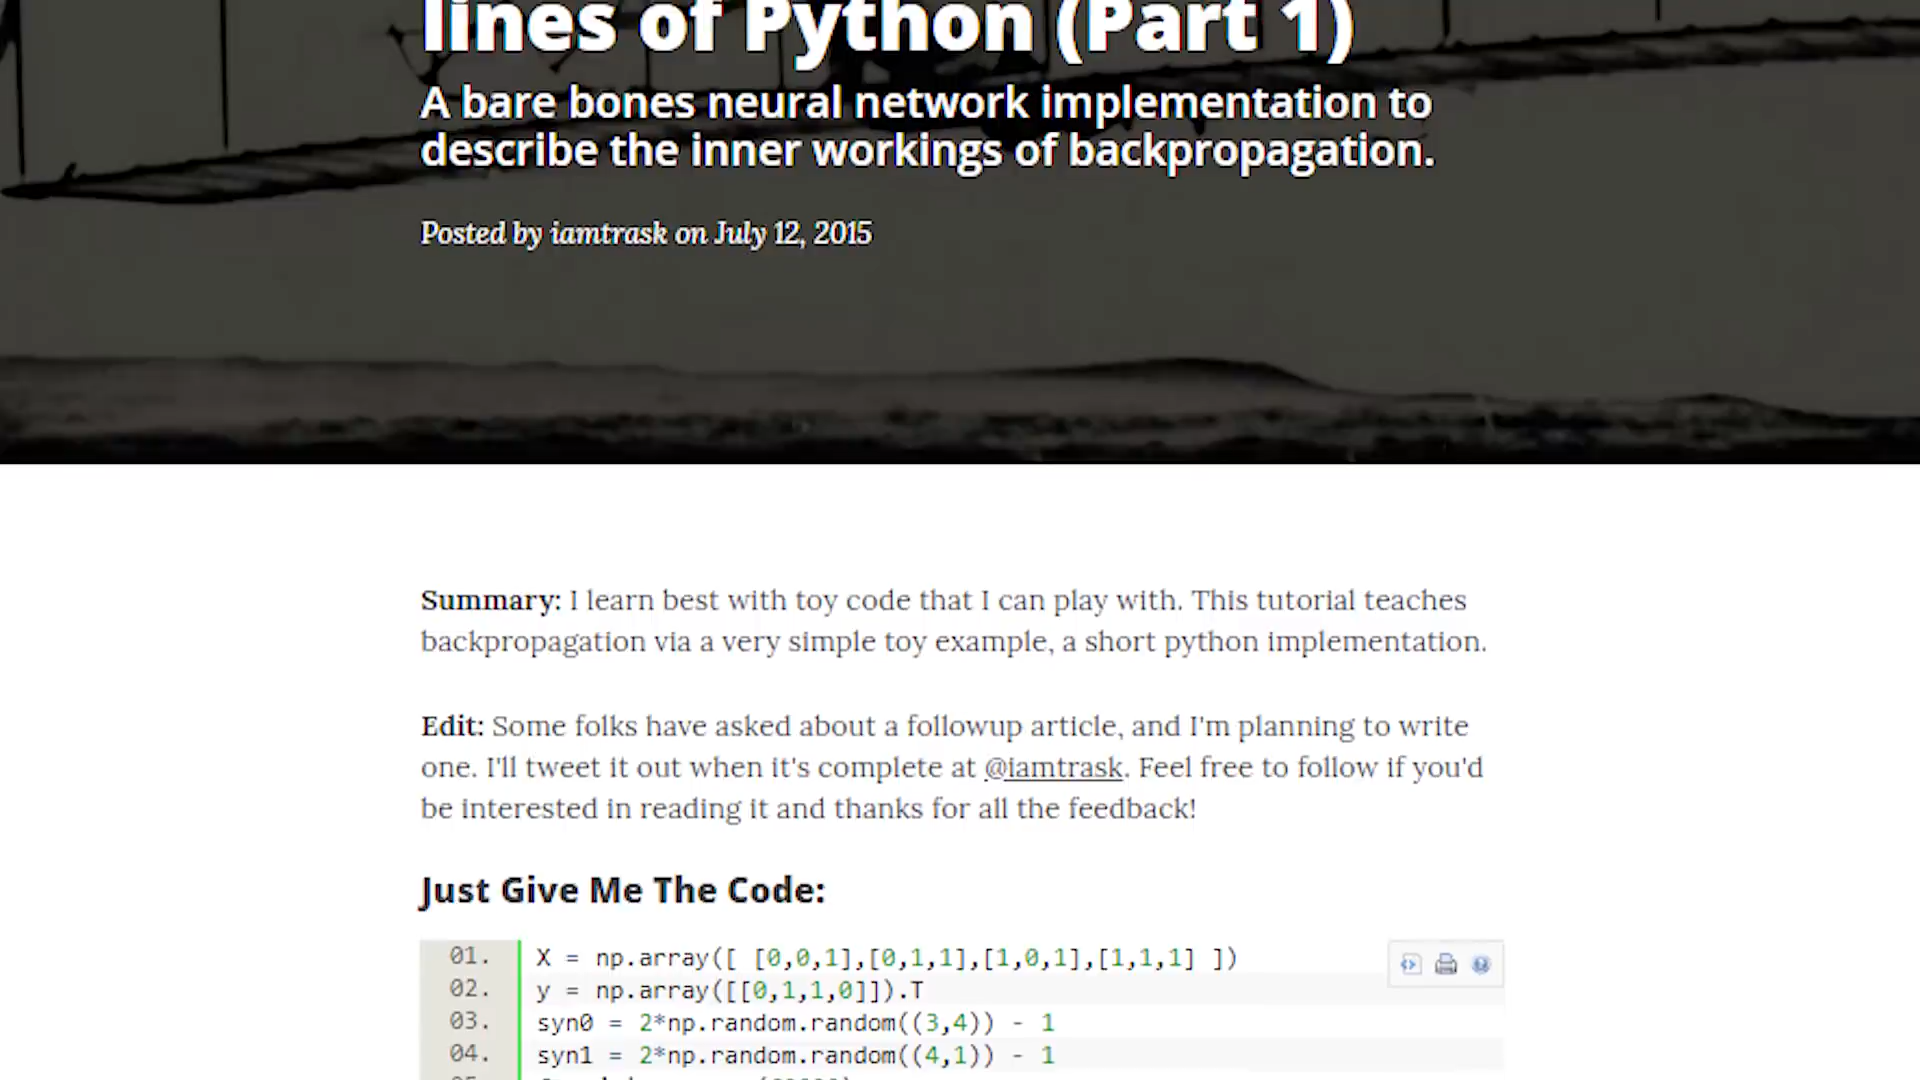 lines of Python (Part 1)
A bare bones neural network implementation to
describe the inner workings of backpropagation.
Posted by iamtrask on July 12, 2015
Summary: I learn best with toy code that I can play with. This tutorial teaches
backpropagation via a very simple toy example, a short python implementation.
Edit: Some folks have asked about a followup article, and I'm planning to write
one. I'll tweet it out when it's complete at @iamtrask. Feel free to follow if you'd
be interested in reading it and thanks for all the feedback!
Just Give Me The Code:
01. X = np.array([ [0,0,1],[0,1,1],[1,0,1],[1,1,1] ])
02. y = np.array([[0,1,1,0]]).T
03. syn0 = 2*np.random.random((3,4)) - 1
04. syn1 = 2*np.random.random((4,1)) - 1